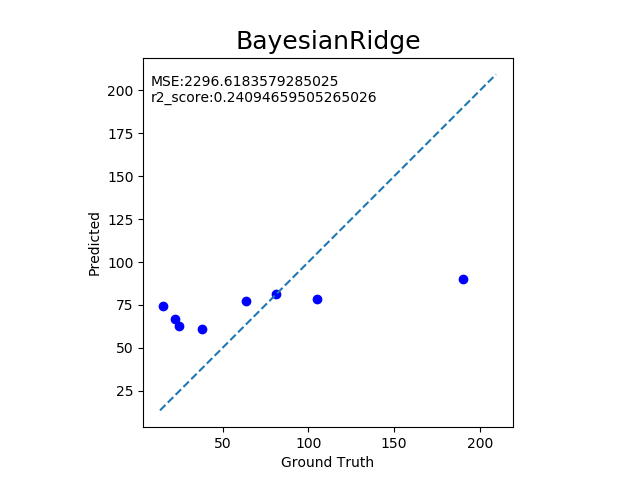 BayesianRidge
MSE:2296.6183579285025
r2_score:0.24094659505265026
200
175
150
125
100
75
50
25
Predicted
50
100
150
200
Ground Truth